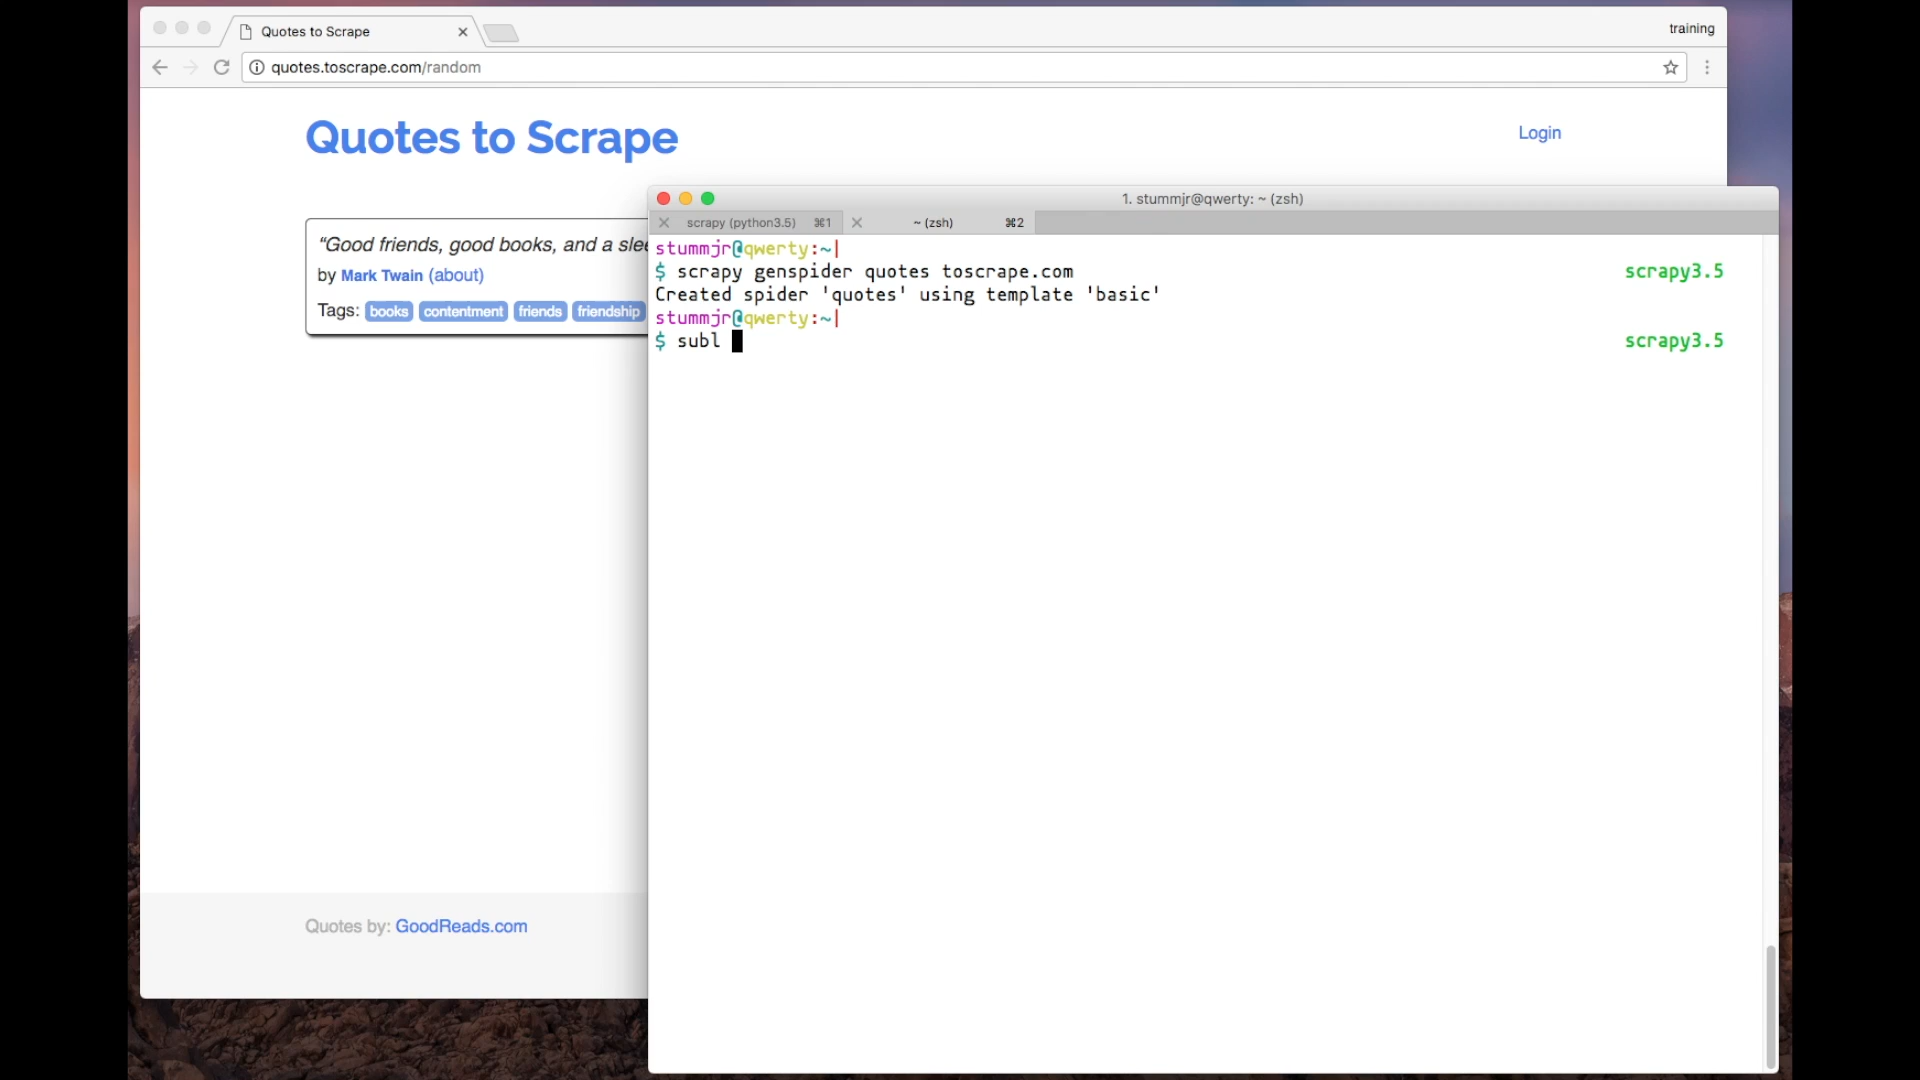 Quotes to Scrape
training
quotes.toscrape.com/random
Quotes to Scrape
Login
“Good friends, good books, and a slee
by Mark Twain (about)
Tags: books contentment friends friendship
Quotes by: GoodReads.com
1. stummjr@qwerty: ~ (zsh)
scrapy (python3.5) ⌘1 ~ (zsh) ⌘2
stummjr@qwerty:~|
$ scrapy genspider quotes toscrape.com scrapy3.5
Created spider 'quotes' using template 'basic'
stummjr@qwerty:~|
$ subl scrapy3.5